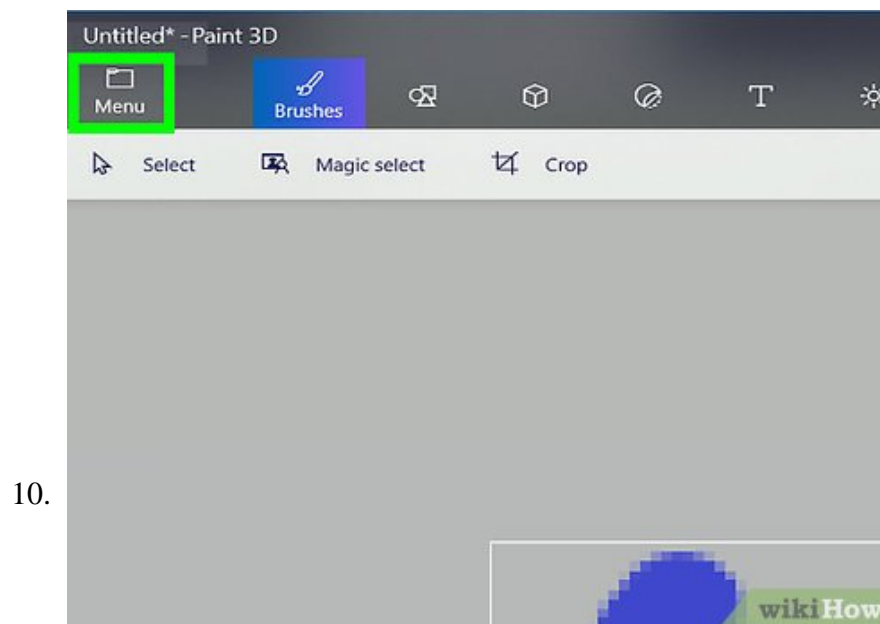 Untitled* - Paint 3D
Menu
Brushes
T
Select
Magic select
Crop
10.
wikiHow